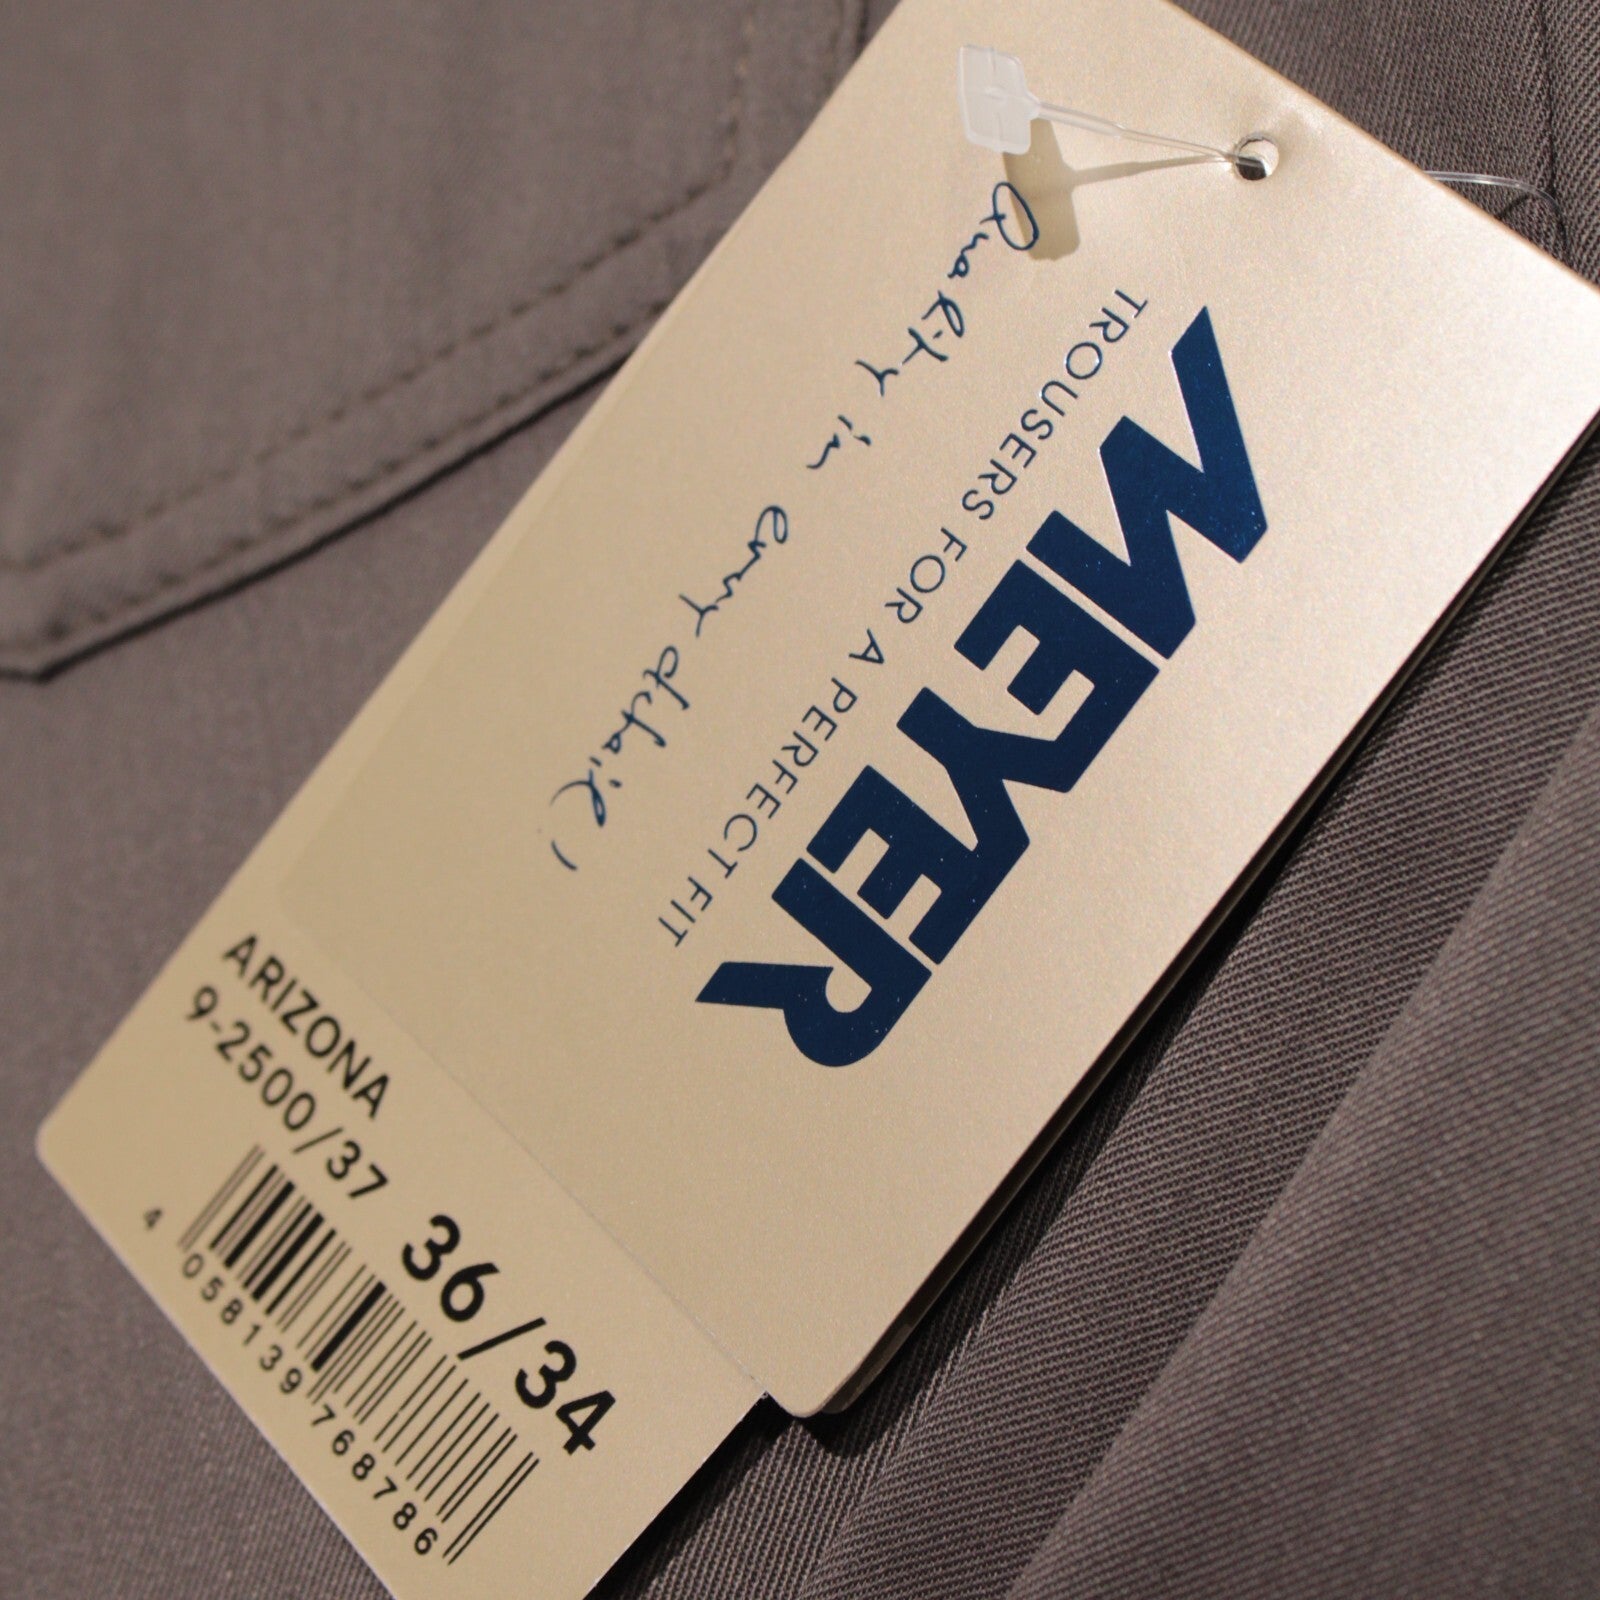 MEYER
TROUSERS FOR A PERFECT FIT
Quality in every detail!
ARIZONA
9-2500/37
36/34
4 058139 768786